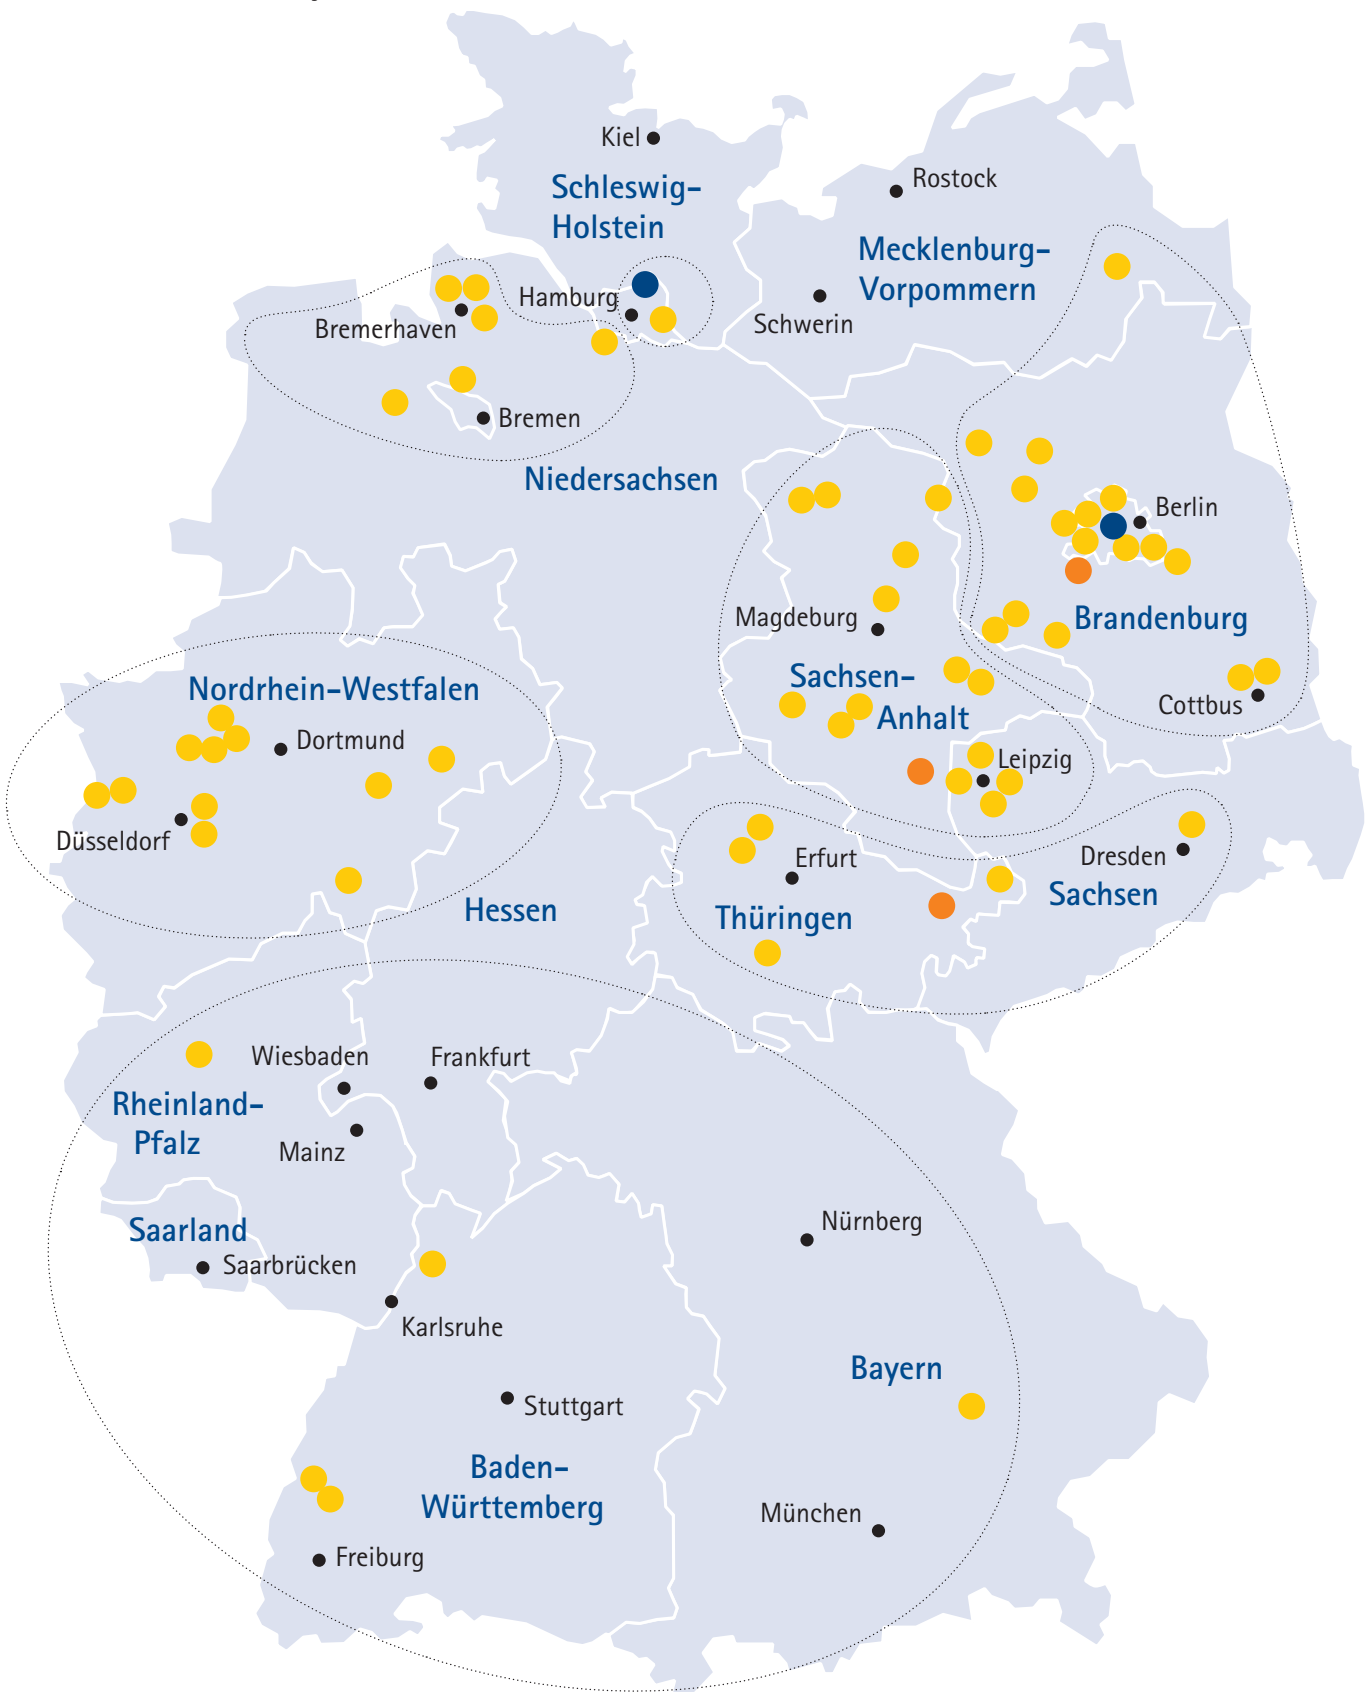 Kiel
Schleswig-
Holstein
Rostock
Mecklenburg-
Vorpommern
Hamburg
Schwerin
Bremerhaven
Bremen
Niedersachsen
Berlin
Magdeburg
Brandenburg
Sachsen-
Anhalt
Nordrhein-Westfalen
Cottbus
Dortmund
Leipzig
Düsseldorf
Erfurt
Dresden
Sachsen
Hessen
Thüringen
Wiesbaden
Frankfurt
Rheinland-
Pfalz
Mainz
Saarland
Nürnberg
Saarbrücken
Karlsruhe
Bayern
Stuttgart
Baden-
Württemberg
München
Freiburg